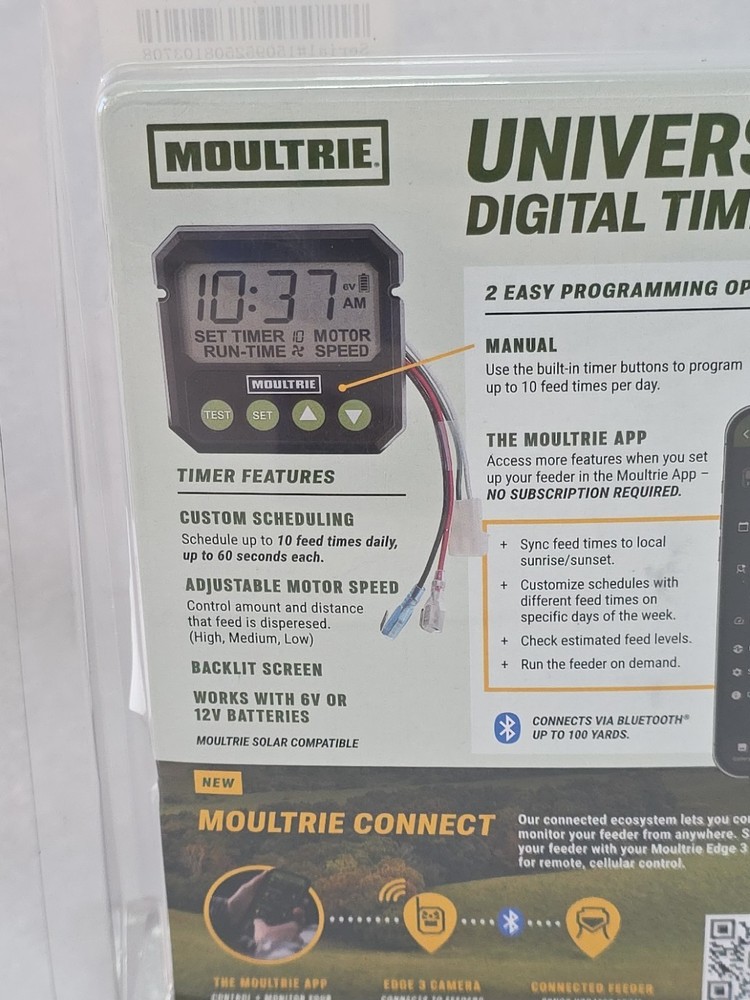 MOULTRIE®
UNIVERS
DIGITAL TIM
10:37
6V
AM
SET TIMER 10 MOTOR
RUN-TIME SPEED
MOULTRIE
TEST SET
2 EASY PROGRAMMING OP
MANUAL
Use the built-in timer buttons to program
up to 10 feed times per day.
THE MOULTRIE APP
Access more features when you set
up your feeder in the Moultrie App –
NO SUBSCRIPTION REQUIRED.
+ Sync feed times to local
sunrise/sunset.
+ Customize schedules with
different feed times on
specific days of the week.
+ Check estimated feed levels.
+ Run the feeder on demand.
CONNECTS VIA BLUETOOTH®
UP TO 100 YARDS.
TIMER FEATURES
CUSTOM SCHEDULING
Schedule up to 10 feed times daily,
up to 60 seconds each.
ADJUSTABLE MOTOR SPEED
Control amount and distance
that feed is disperesed.
(High, Medium, Low)
BACKLIT SCREEN
WORKS WITH 6V OR
12V BATTERIES
MOULTRIE SOLAR COMPATIBLE
NEW
MOULTRIE CONNECT
Our connected ecosystem lets you co
monitor your feeder from anywhere. S
your feeder with your Moultrie Edge 3
for remote, cellular control.
THE MOULTRIE APP
EDGE 3 CAMERA
CONNECTED FEEDER